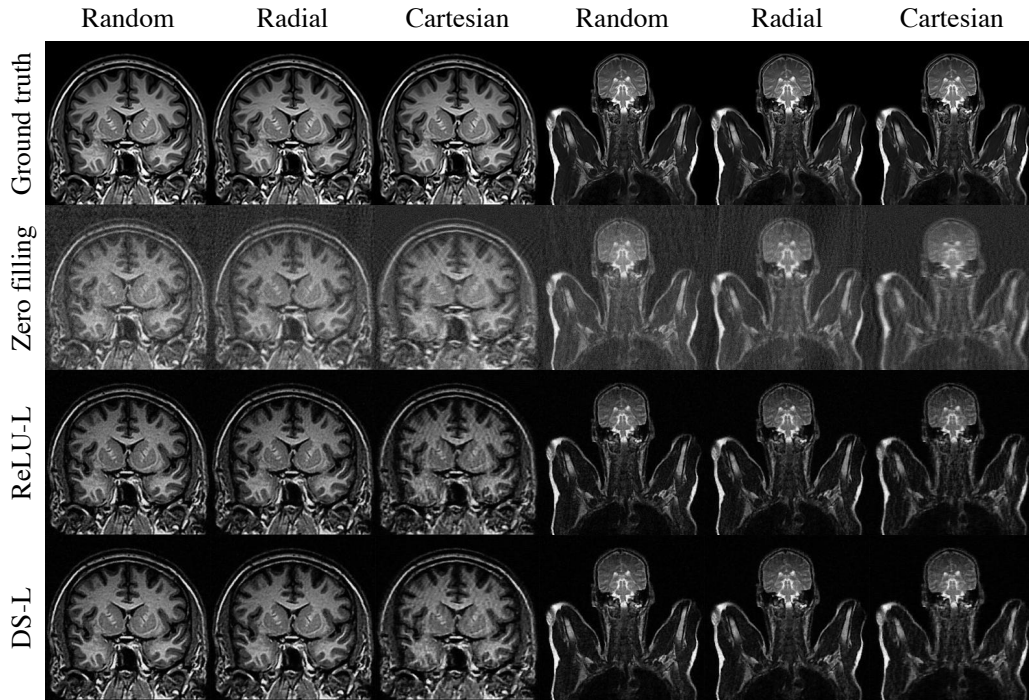 Random Radial Cartesian Random Radial Cartesian
Ground truth
Zero filling
ReLU-L
DS-L